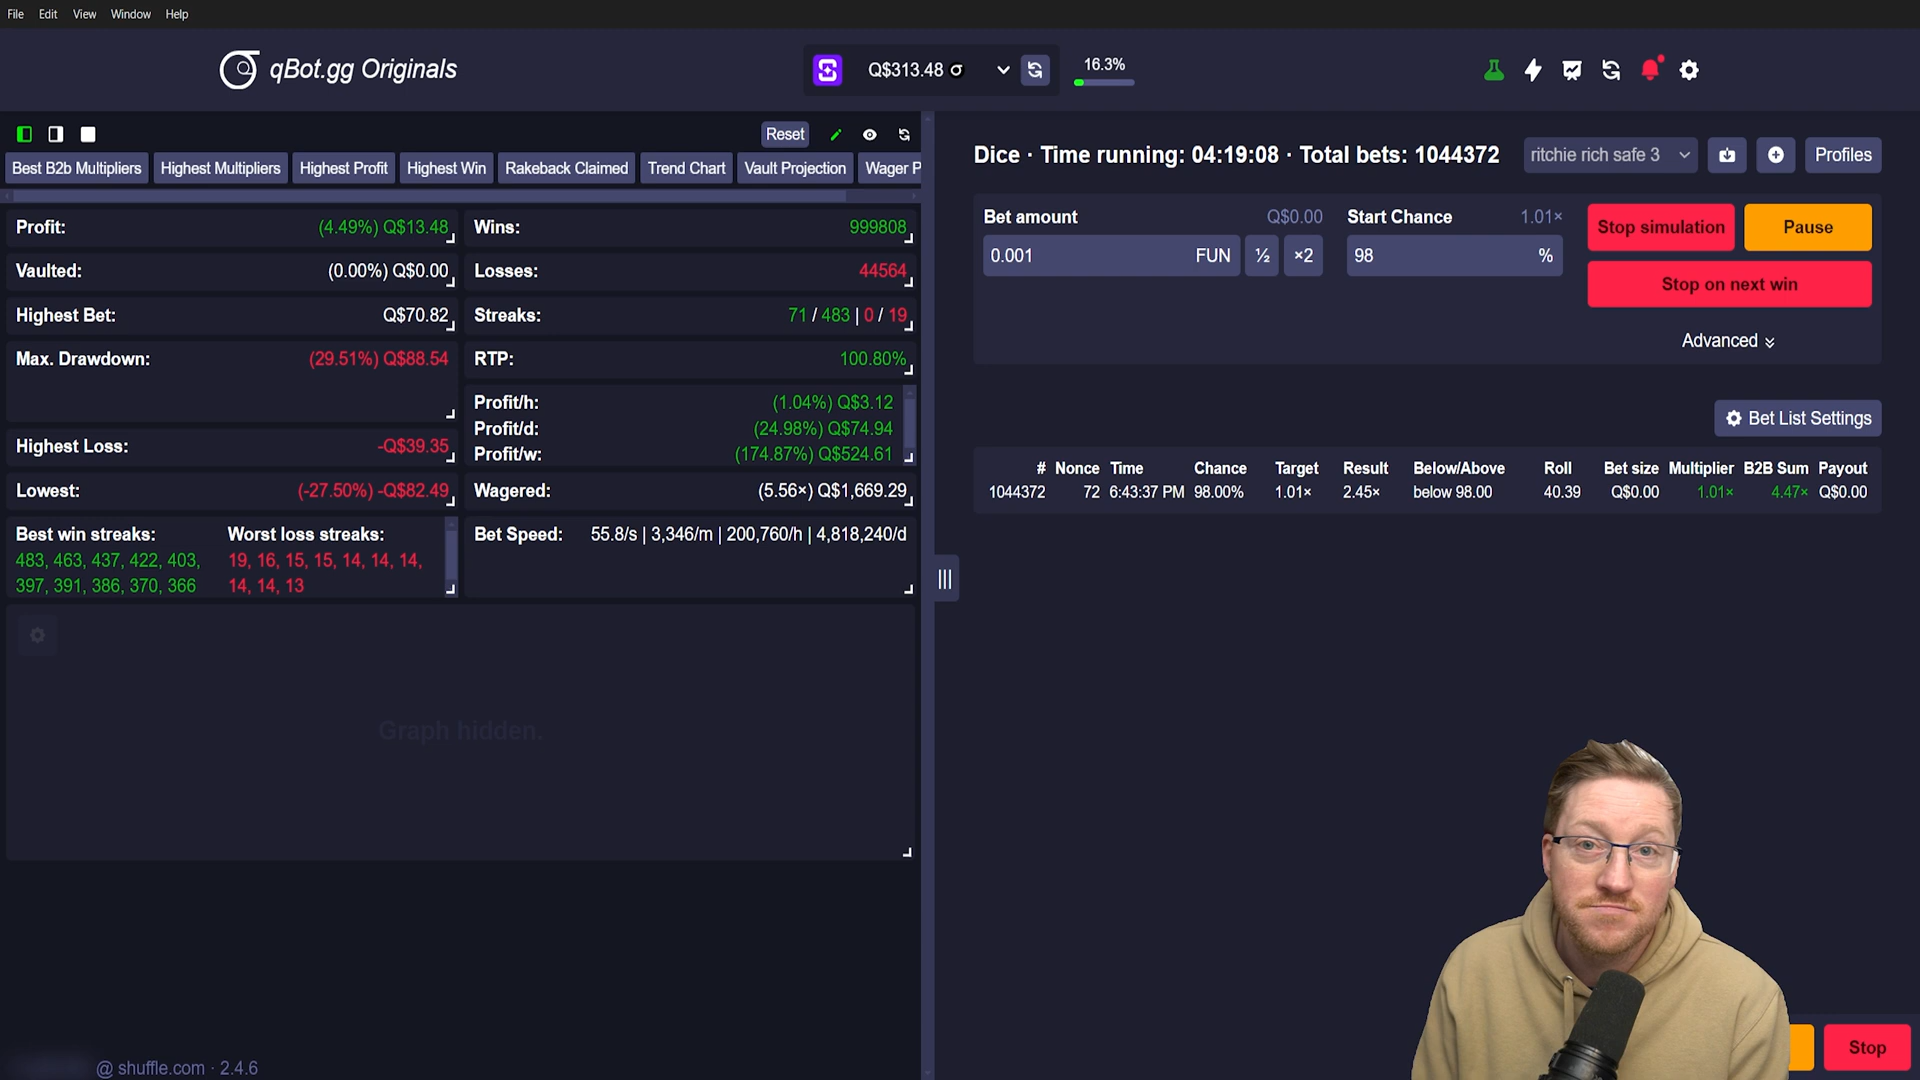 File Edit View Window Help
qBot.gg Originals
Q$313.48
16.3%
Reset
Best B2b Multipliers Highest Multipliers Highest Profit Highest Win Rakeback Claimed Trend Chart Vault Projection Wager P
Profit: (4.49%) Q$13.48
Wins: 999808
Vaulted: (0.00%) Q$0.00
Losses: 44564
Highest Bet: Q$70.82
Streaks: 71 / 483 | 0 / 19
Max. Drawdown: (29.51%) Q$88.54
RTP: 100.80%
Profit/h: (1.04%) Q$3.12
Profit/d: (24.98%) Q$74.94
Profit/w: (174.87%) Q$524.61
Highest Loss: -Q$39.35
Lowest: (-27.50%) -Q$82.49
Wagered: (5.56×) Q$1,669.29
Best win streaks:
483, 463, 437, 422, 403,
397, 391, 386, 370, 366
Worst loss streaks:
19, 16, 15, 15, 14, 14, 14,
14, 14, 13
Bet Speed: 55.8/s | 3,346/m | 200,760/h | 4,818,240/d
Graph hidden.
@ shuffle.com · 2.4.6
Dice · Time running: 04:19:08 · Total bets: 1044372
ritchie rich safe 3
Profiles
Bet amount Q$0.00
0.001 FUN ½ ×2
Start Chance 1.01×
98 %
Stop simulation
Pause
Stop on next win
Advanced
Bet List Settings
# Nonce Time Chance Target Result Below/Above Roll Bet size Multiplier B2B Sum Payout
1044372 72 6:43:37 PM 98.00% 1.01× 2.45× below 98.00 40.39 Q$0.00 1.01× 4.47× Q$0.00
Stop